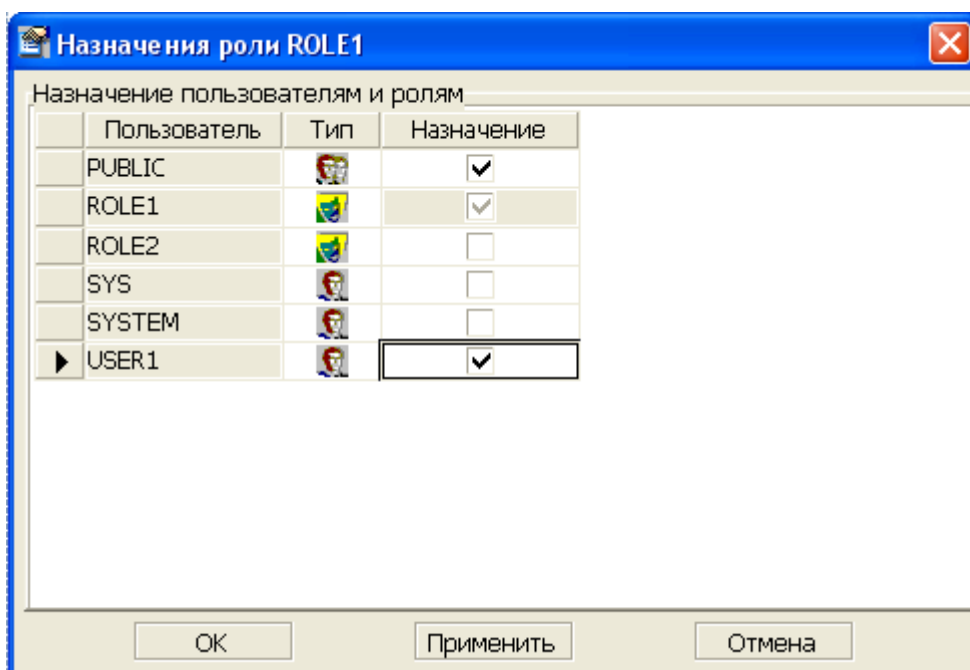 Назначения роли ROLE1
Назначение пользователям и ролям
Пользователь Тип Назначение
PUBLIC
ROLE1
ROLE2
SYS
SYSTEM
USER1
OK Применить Отмена